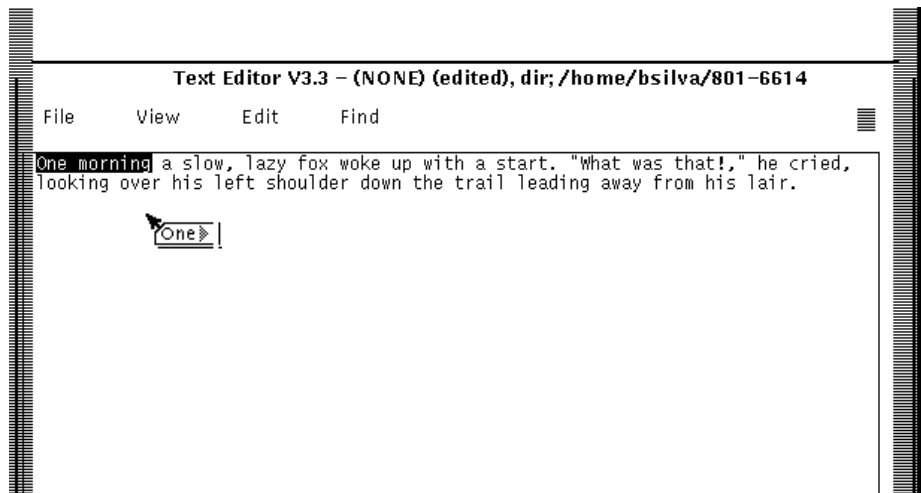 Text Editor V3.3 – (NONE) (edited), dir; /home/bsilva/801–6614
File View Edit Find
One morning a slow, lazy fox woke up with a start. "What was that!," he cried,
looking over his left shoulder down the trail leading away from his lair.
One